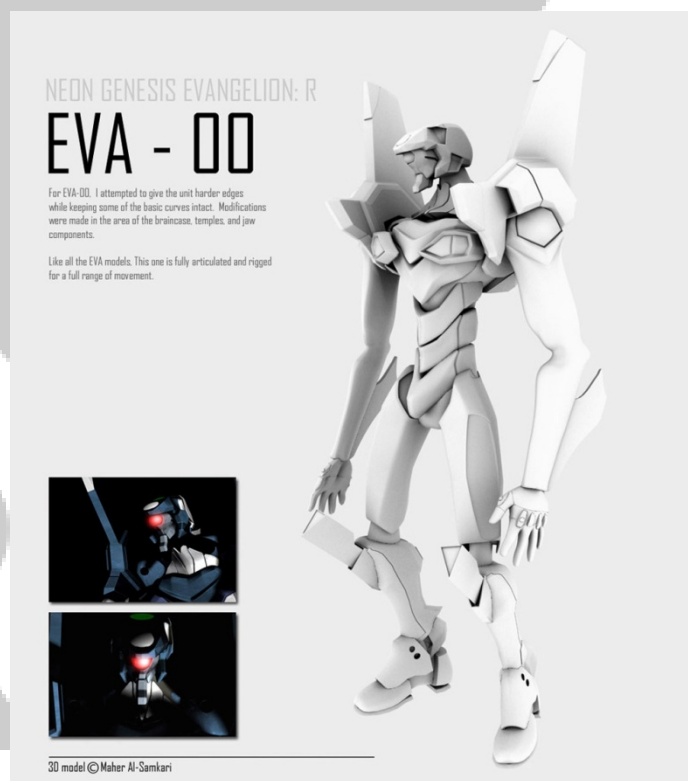 NEON GENESIS EVANGELION: R
EVA - 00
For EVA-00, I attempted to give the unit harder edges
while keeping some of the basic curves intact. Modifications
were made in the area of the braincase, temples, and jaw
components.
Like all the EVA models, This one is fully articulated and rigged
for a full range of movement.
3D model © Maher Al-Samkari